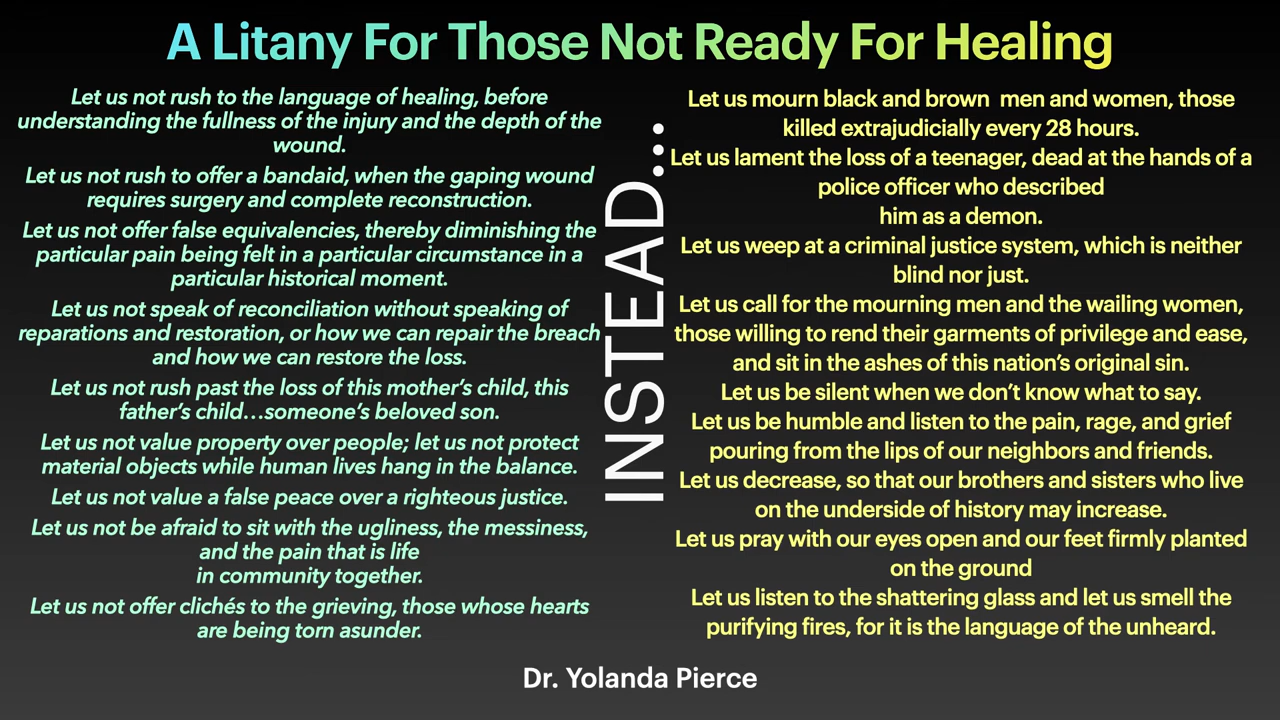 A Litany For Those Not Ready For Healing
Let us not rush to the language of healing, before
understanding the fullness of the injury and the depth of the
wound.
Let us not rush to offer a bandaid, when the gaping wound
requires surgery and complete reconstruction.
Let us not offer false equivalencies, thereby diminishing the
particular pain being felt in a particular circumstance in a
particular historical moment.
Let us not speak of reconciliation without speaking of
reparations and restoration, or how we can repair the breach
and how we can restore the loss.
Let us not rush past the loss of this mother’s child, this
father’s child…someone’s beloved son.
Let us not value property over people; let us not protect
material objects while human lives hang in the balance.
Let us not value a false peace over a righteous justice.
Let us not be afraid to sit with the ugliness, the messiness,
and the pain that is life
in community together.
Let us not offer clichés to the grieving, those whose hearts
are being torn asunder.
INSTEAD...
Let us mourn black and brown  men and women, those
killed extrajudicially every 28 hours.
Let us lament the loss of a teenager, dead at the hands of a
police officer who described
him as a demon.
Let us weep at a criminal justice system, which is neither
blind nor just.
Let us call for the mourning men and the wailing women,
those willing to rend their garments of privilege and ease,
and sit in the ashes of this nation’s original sin.
Let us be silent when we don’t know what to say.
Let us be humble and listen to the pain, rage, and grief
pouring from the lips of our neighbors and friends.
Let us decrease, so that our brothers and sisters who live
on the underside of history may increase.
Let us pray with our eyes open and our feet firmly planted
on the ground
Let us listen to the shattering glass and let us smell the
purifying fires, for it is the language of the unheard.
Dr. Yolanda Pierce